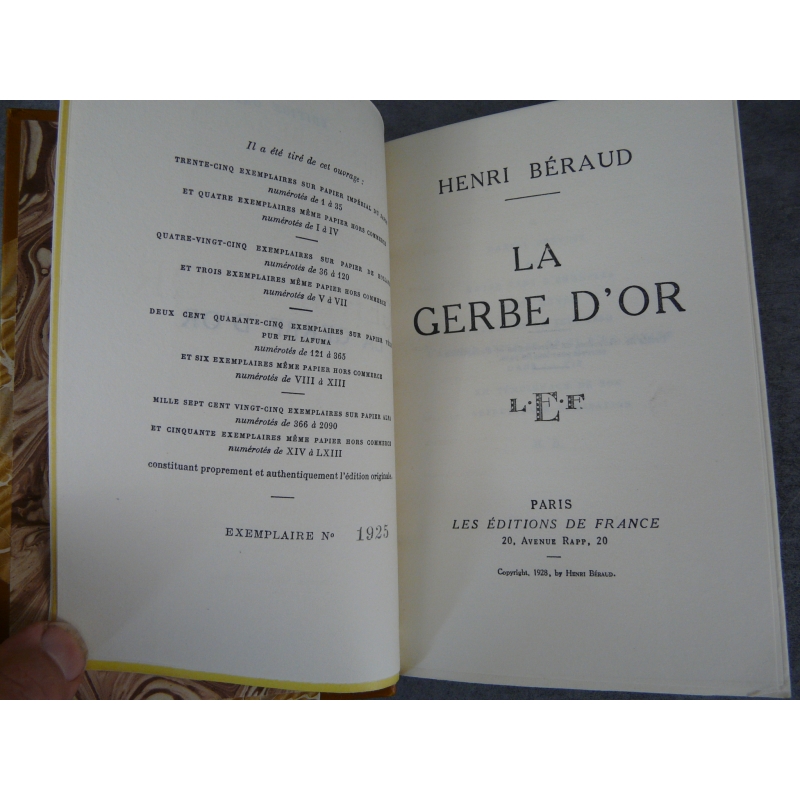 Il a été tiré de cet ouvrage :
TRENTE-CINQ EXEMPLAIRES SUR PAPIER IMPÉRIAL DU
numérotés de 1 à 35
ET QUATRE EXEMPLAIRES MÊME PAPIER HORS COMMERCE
numérotés de I à IV
QUATRE-VINGT-CINQ EXEMPLAIRES SUR PAPIER DE
numérotés de 36 à 120
ET TROIS EXEMPLAIRES MÊME PAPIER HORS COMMERCE
numérotés de V à VII
DEUX CENT QUARANTE-CINQ EXEMPLAIRES SUR PAPIER
PUR FIL LAFUMA
numérotés de 121 à 365
ET SIX EXEMPLAIRES MÊME PAPIER HORS COMMERCE
numérotés de VIII à XIII
MILLE SEPT CENT VINGT-CINQ EXEMPLAIRES SUR PAPIER ALFA
numérotés de 366 à 2090
ET CINQUANTE EXEMPLAIRES MÊME PAPIER HORS COMMERCE
numérotés de XIV à LXIII
constituant proprement et authentiquement l'édition originale.
EXEMPLAIRE No 1925
HENRI BÉRAUD
LA
GERBE D'OR
L·E·F
PARIS
LES ÉDITIONS DE FRANCE
20, AVENUE RAPP, 20
Copyright, 1928, by HENRI BÉRAUD.